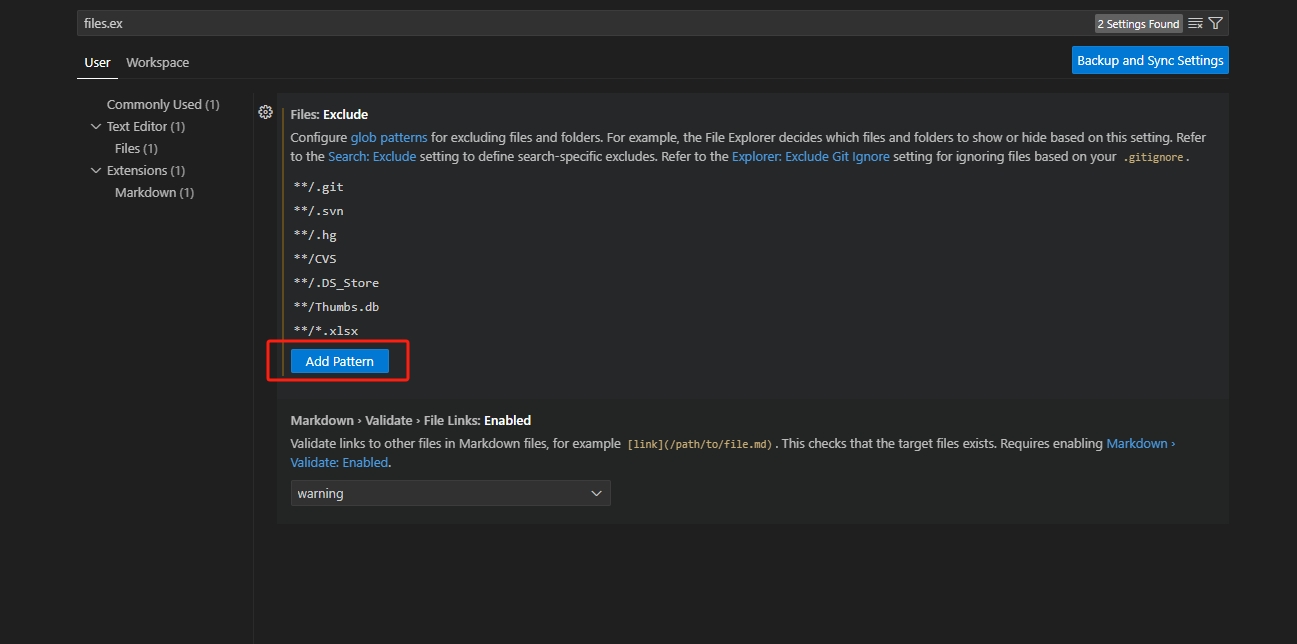 files.ex
2 Settings Found
User
Workspace
Backup and Sync Settings
Commonly Used (1)
Text Editor (1)
Files (1)
Extensions (1)
Markdown (1)
Files: Exclude
Configure glob patterns for excluding files and folders. For example, the File Explorer decides which files and folders to show or hide based on this setting. Refer
to the Search: Exclude setting to define search-specific excludes. Refer to the Explorer: Exclude Git Ignore setting for ignoring files based on your .gitignore.
**/.git
**/.svn
**/.hg
**/CVS
**/.DS_Store
**/Thumbs.db
**/*.xlsx
Add Pattern
Markdown › Validate › File Links: Enabled
Validate links to other files in Markdown files, for example [link](/path/to/file.md). This checks that the target files exists. Requires enabling Markdown ›
Validate: Enabled.
warning